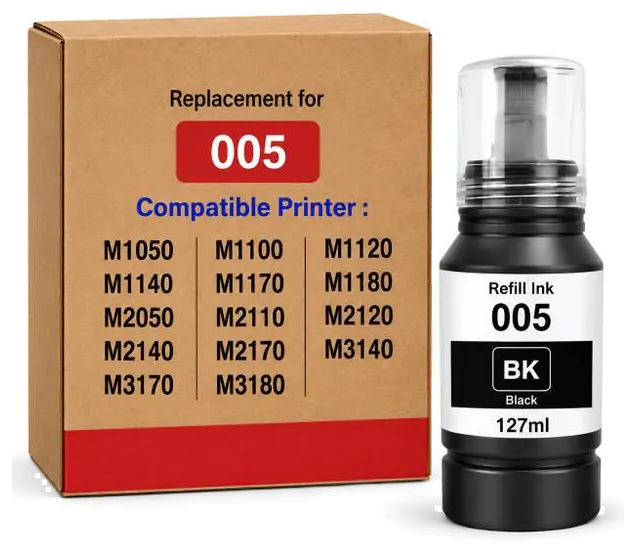 Replacement for
005
Compatible Printer :
M1050 M1100 M1120
M1140 M1170 M1180
M2050 M2110 M2120
M2140 M2170 M3140
M3170 M3180
Refill Ink
005
BK
Black
127ml